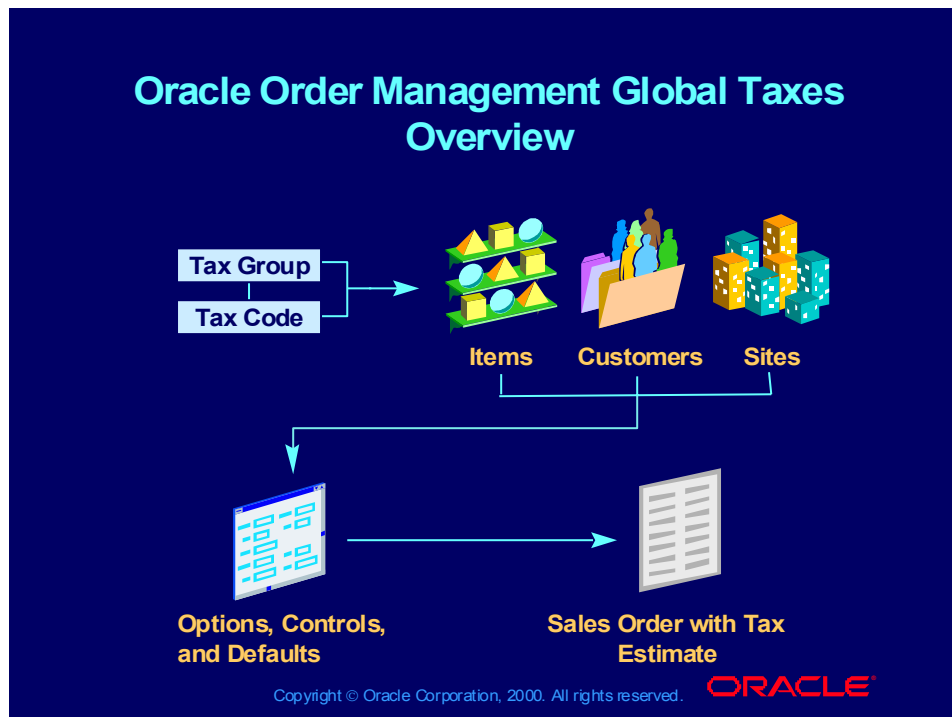 Oracle Order Management Global Taxes
Overview
Tax Group
Tax Code
Items
Customers
Sites
Options, Controls,
and Defaults
Sales Order with Tax
Estimate
Copyright © Oracle Corporation, 2000. All rights reserved.
ORACLE®